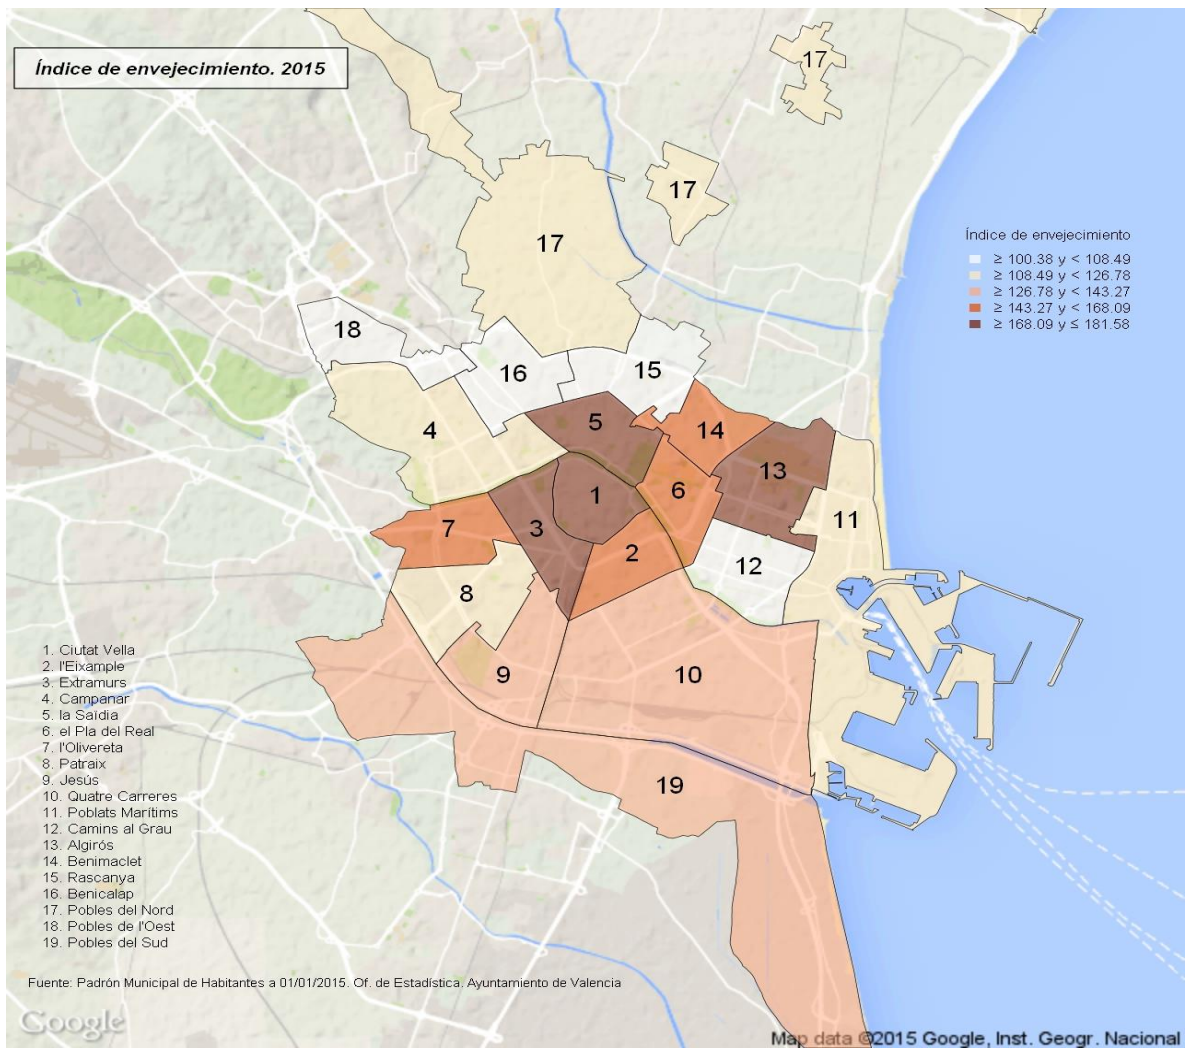 Índice de envejecimiento. 2015
17
17
17
Índice de envejecimiento
≥ 100.38 y < 108.49
≥ 108.49 y < 126.78
≥ 126.78 y < 143.27
≥ 143.27 y < 168.09
≥ 168.09 y ≤ 181.58
18
16
15
4
5
14
13
6
1
11
7
3
2
12
8
9
10
19
1. Ciutat Vella
2. l'Eixample
3. Extramurs
4. Campanar
5. la Saïdia
6. el Pla del Real
7. l'Olivereta
8. Patraix
9. Jesús
10. Quatre Carreres
11. Poblats Marítims
12. Camins al Grau
13. Algirós
14. Benimaclet
15. Rascanya
16. Benicalap
17. Pobles del Nord
18. Pobles de l'Oest
19. Pobles del Sud
Fuente: Padrón Municipal de Habitantes a 01/01/2015. Of. de Estadística. Ayuntamiento de Valencia
Google
Map data ©2015 Google, Inst. Geogr. Nacional